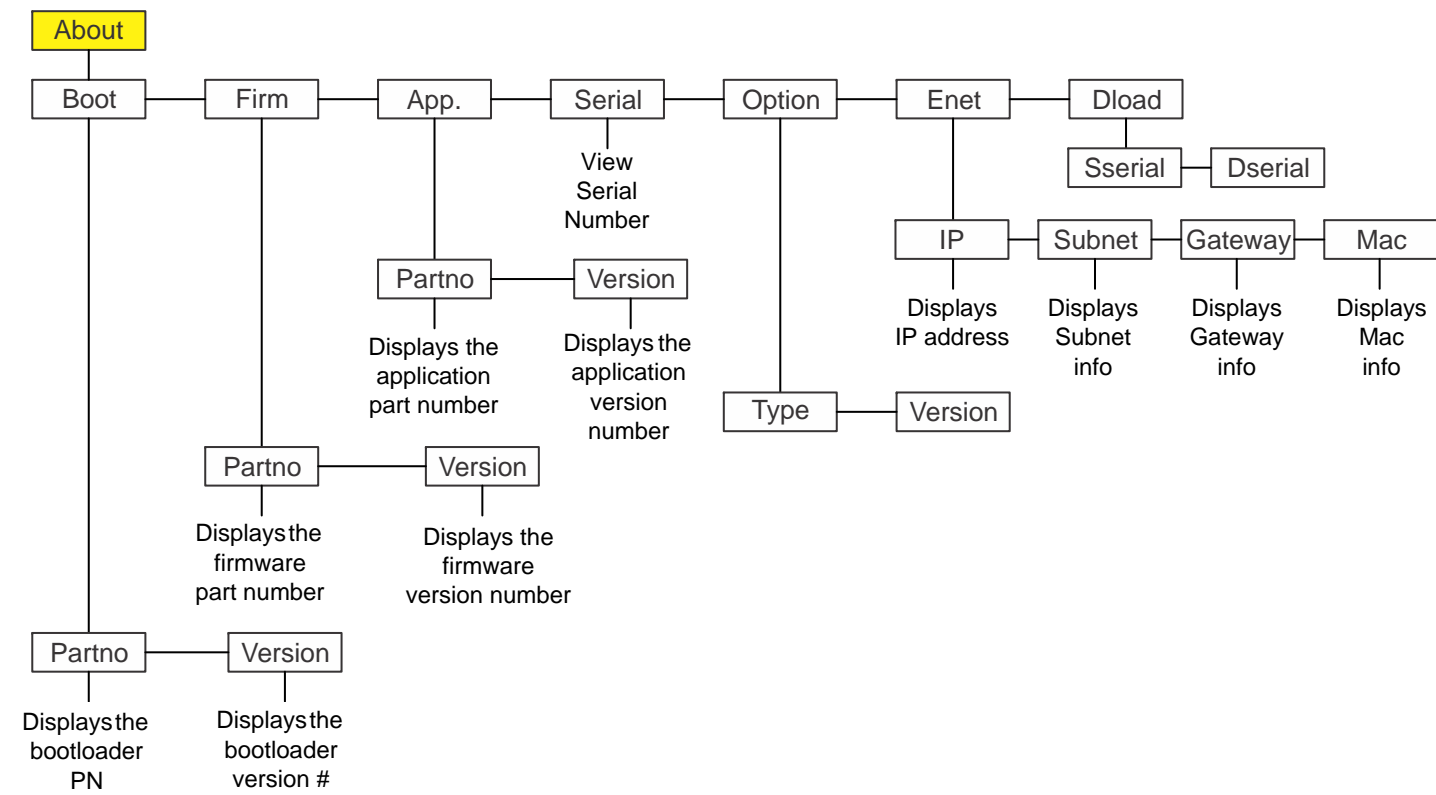 About
Boot
Firm
App.
Serial
Option
Enet
Dload
View
Serial
Number
Sserial
Dserial
IP
Subnet
Gateway
Mac
Displays
IP address
Displays
Subnet
info
Displays
Gateway
info
Displays
Mac
info
Partno
Version
Displays the
application
part number
Displays the
application
version
number
Type
Version
Partno
Version
Displays the
firmware
part number
Displays the
firmware
version number
Partno
Version
Displays the
bootloader
PN
Displays the
bootloader
version #